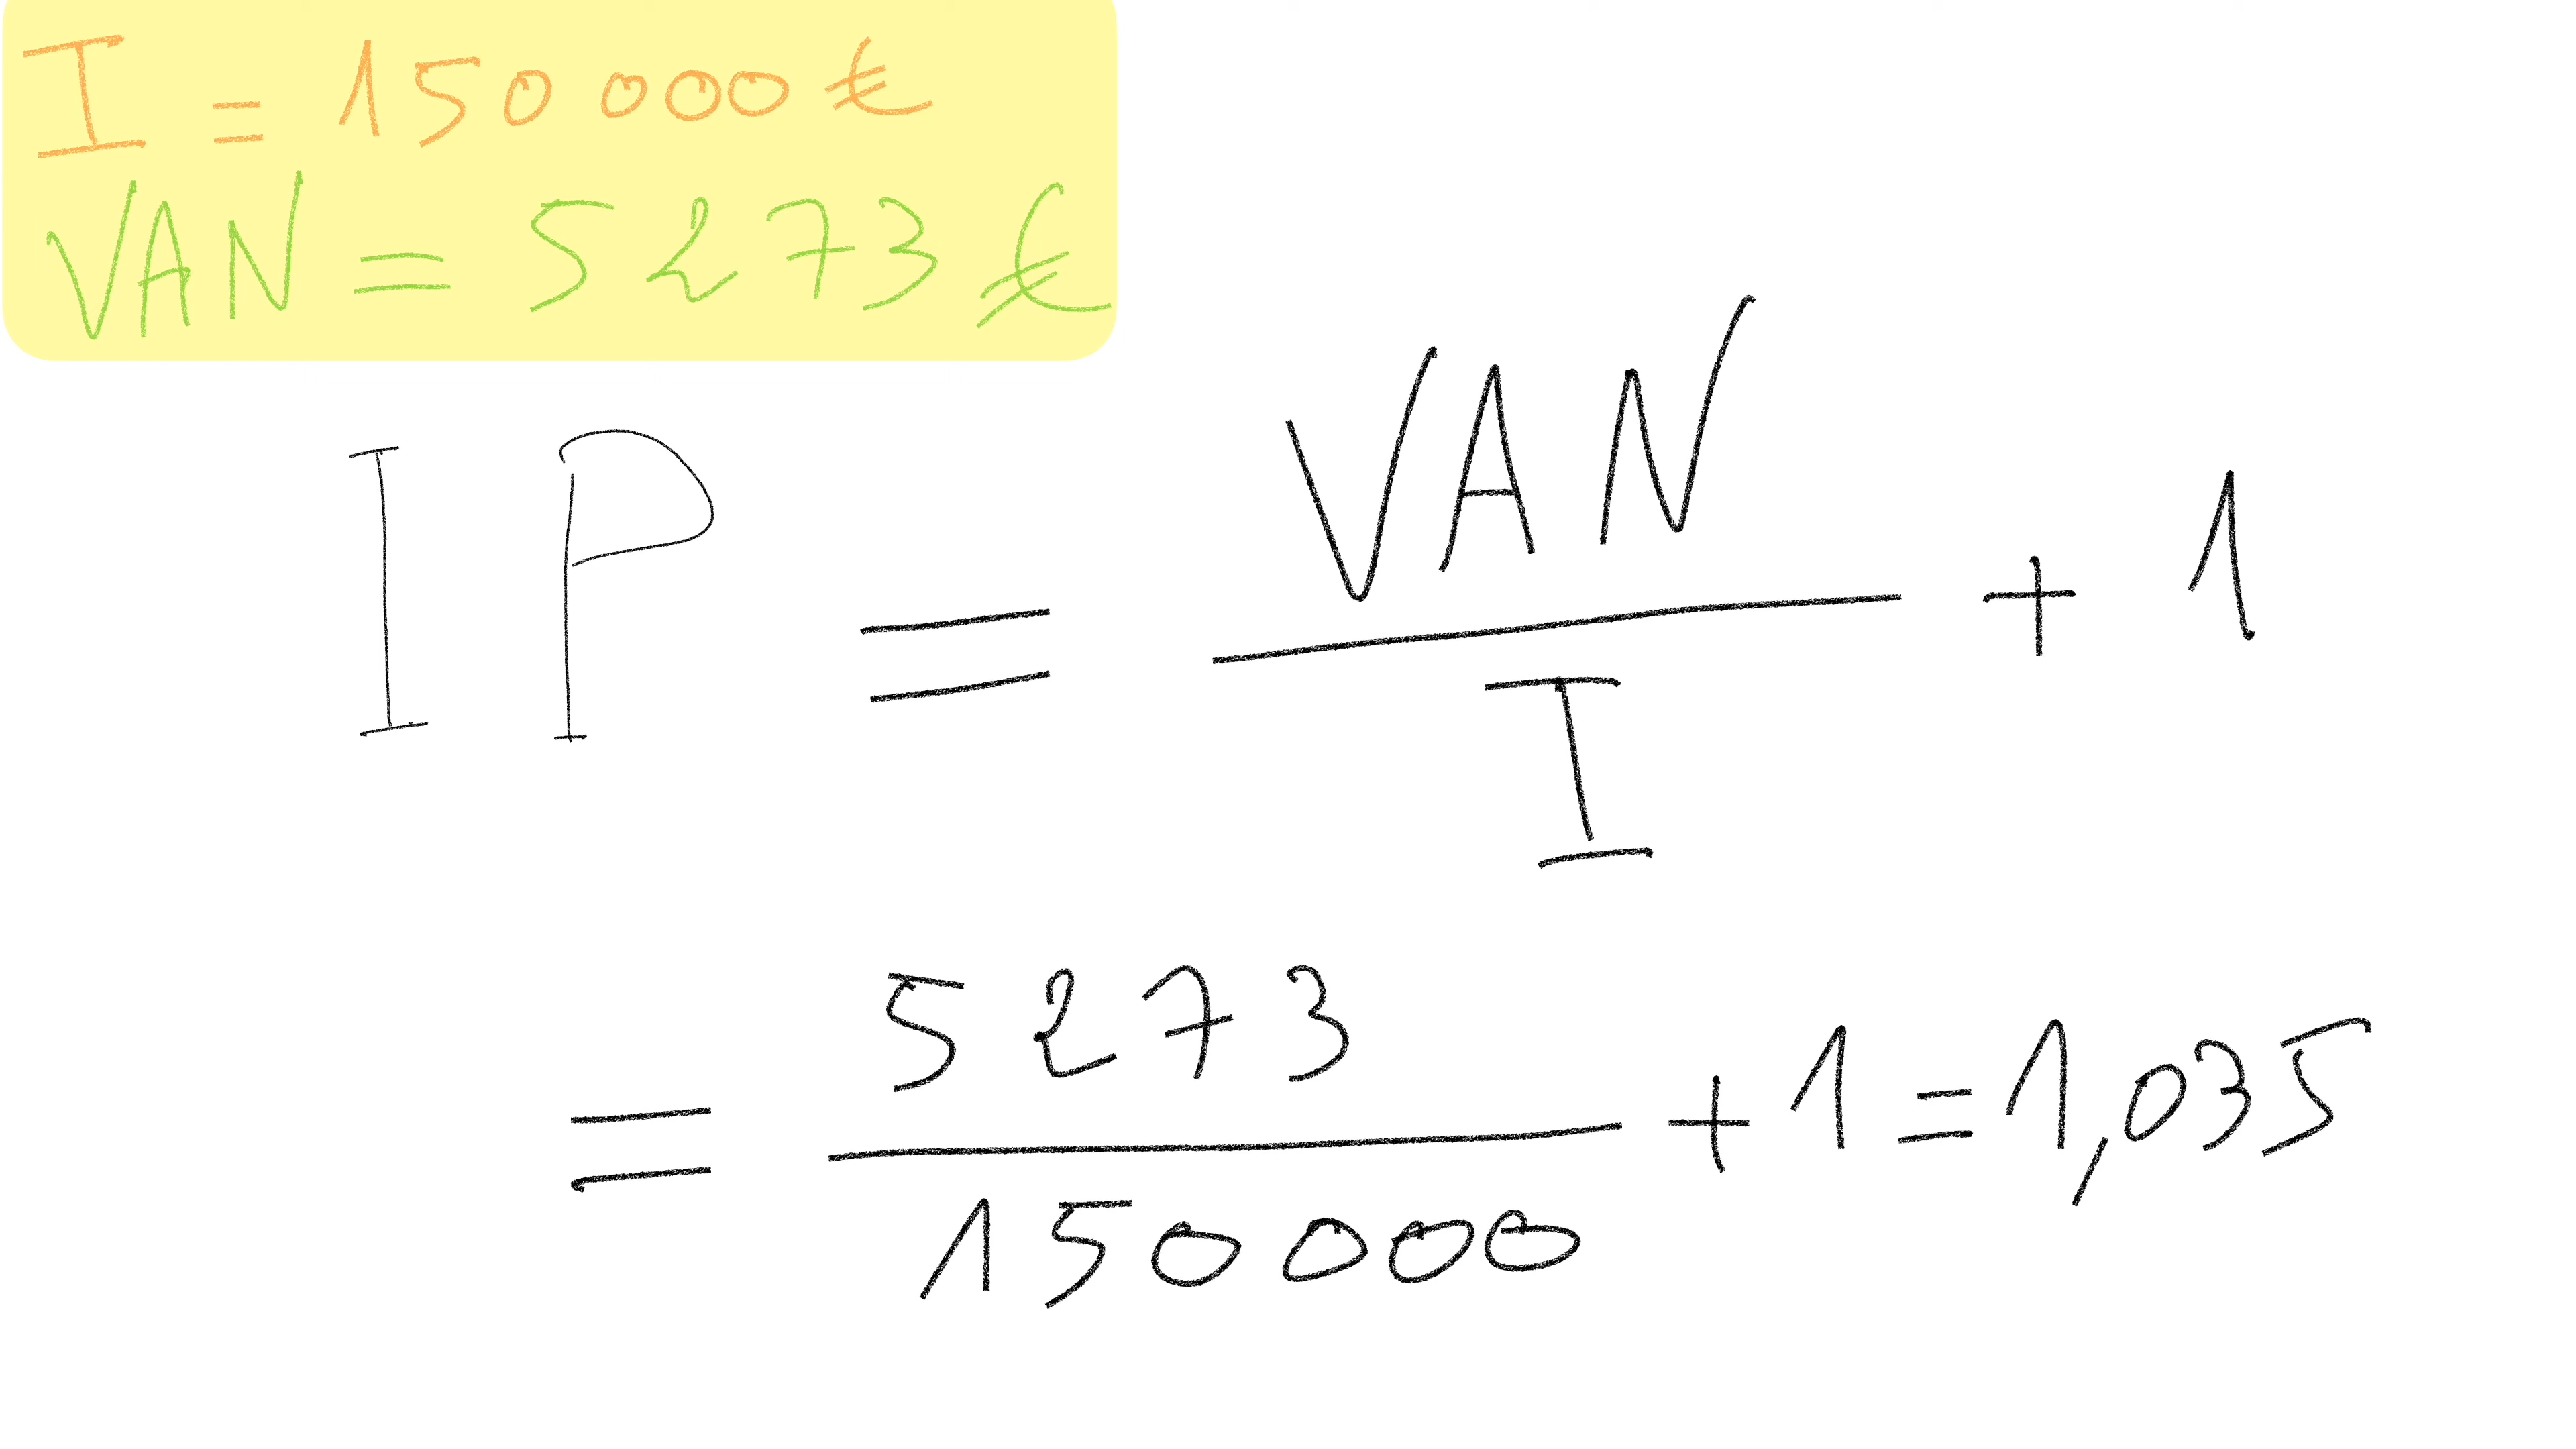 I = 150 000 €
VAN = 5273 €
IP = VAN / I + 1
= 5273 / 150000 + 1 = 1,035